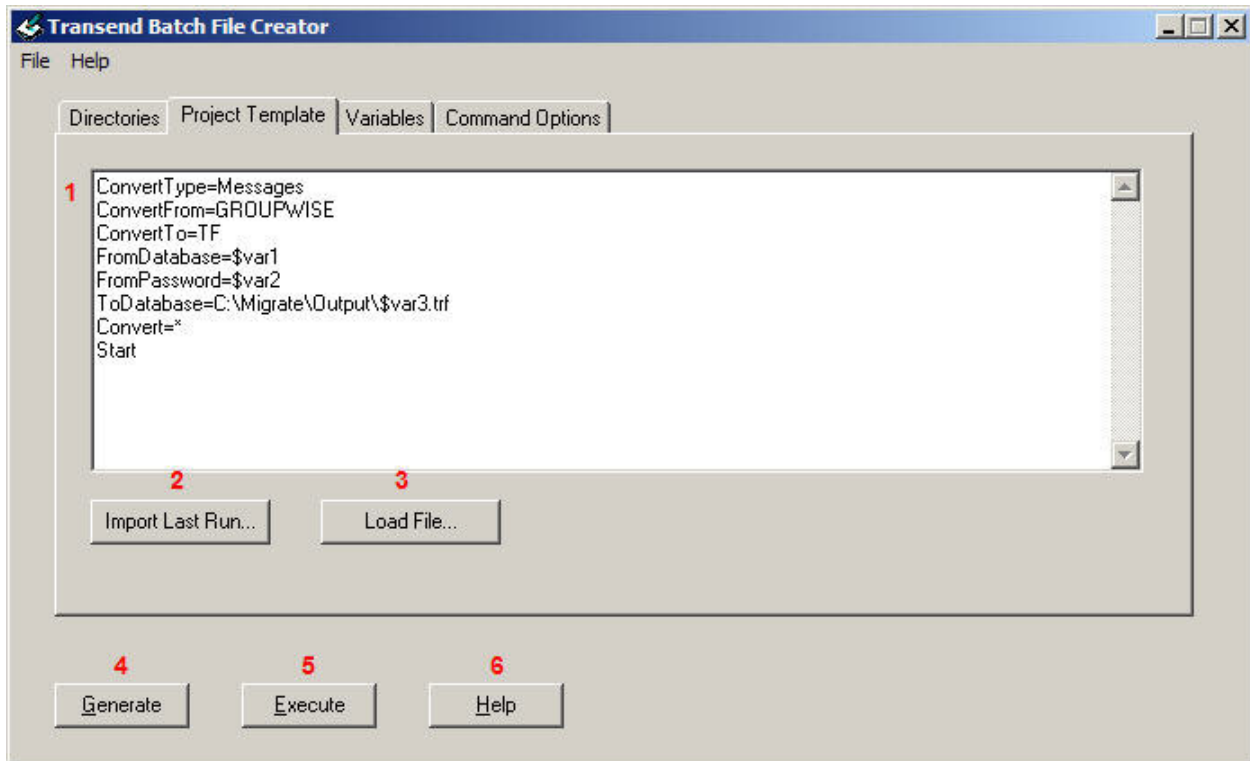 Transend Batch File Creator
File Help
Directories Project Template Variables Command Options
1
ConvertType=Messages
ConvertFrom=GROUPWISE
ConvertTo=TF
FromDatabase=$var1
FromPassword=$var2
ToDatabase=C:\Migrate\Output\$var3.trf
Convert=*
Start
2 3
Import Last Run... Load File...
4 5 6
Generate Execute Help